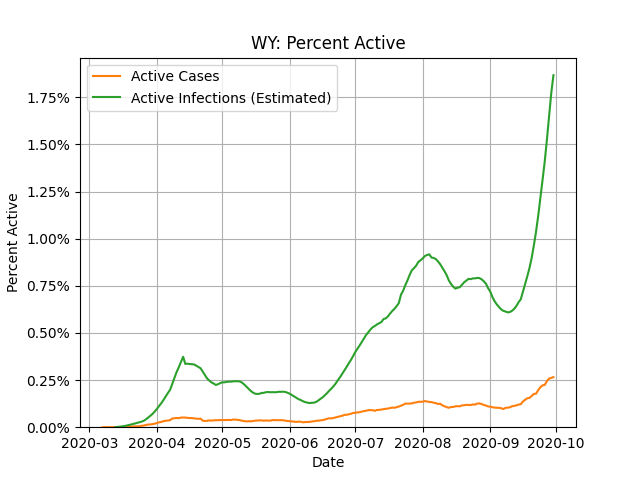 WY: Percent Active
Active Cases
Active Infections (Estimated)
Percent Active
1.75%
1.50%
1.25%
1.00%
0.75%
0.50%
0.25%
0.00%
2020-03 2020-04 2020-05 2020-06 2020-07 2020-08 2020-09 2020-10
Date